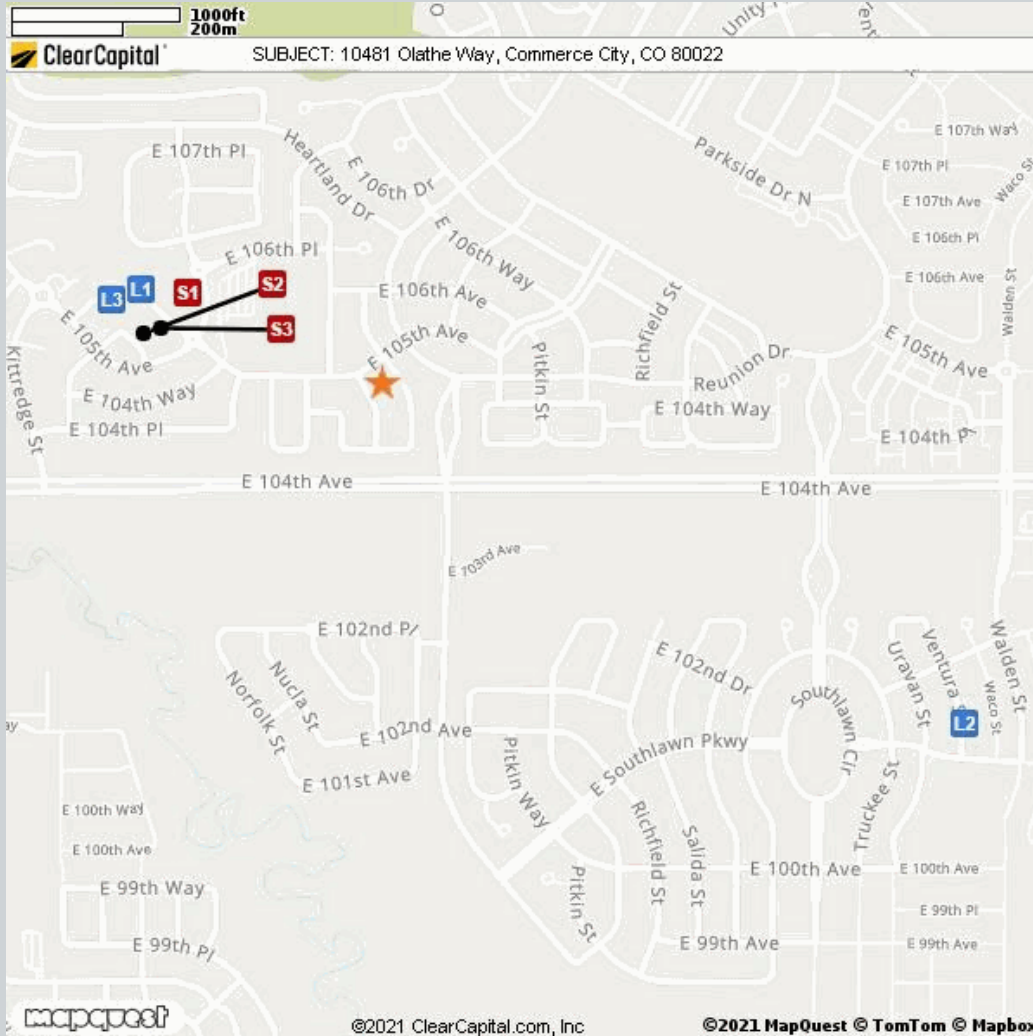 1000ft
200m
ClearCapital
SUBJECT: 10481 Olathe Way, Commerce City, CO 80022
Unity
E 107th Way
E 107th Pl
Heartland Dr
E 106th Dr
Parkside Dr N
E 107th Pl
Waco St
E 107th Ave
E 106th Way
E 106th Pl
E 106th Pl
L3
L1
S1
S2
E 106th Ave
E 106th Ave
Richfield St
Walden St
S3
E 105th Ave
E 105th Ave
E 105th Ave
Kittredge St
Pitkin St
Reunion Dr
E 104th Way
E 104th Way
E 104th Pl
E 104th Pl
E 104th Ave
E 104th Ave
E 103rd Ave
E 102nd Pl
E 102nd Dr
Nucla St
Norfolk St
Uravan St
Ventura S
Walden St
Waco St
Southlawn Cir
L2
ay
E 102nd Ave
E Southlawn Pkwy
E 101st Ave
Pitkin Way
Truckee St
E 100th Way
Richfield St
Salida St
E 100th Ave
E 100th Ave
E 100th Ave
Pitkin St
E 99th Way
E 99th Pl
E 99th Pl
E 99th Ave
E 99th Ave
mapquest
©2021 ClearCapital.com, Inc
©2021 MapQuest © TomTom © Mapbox